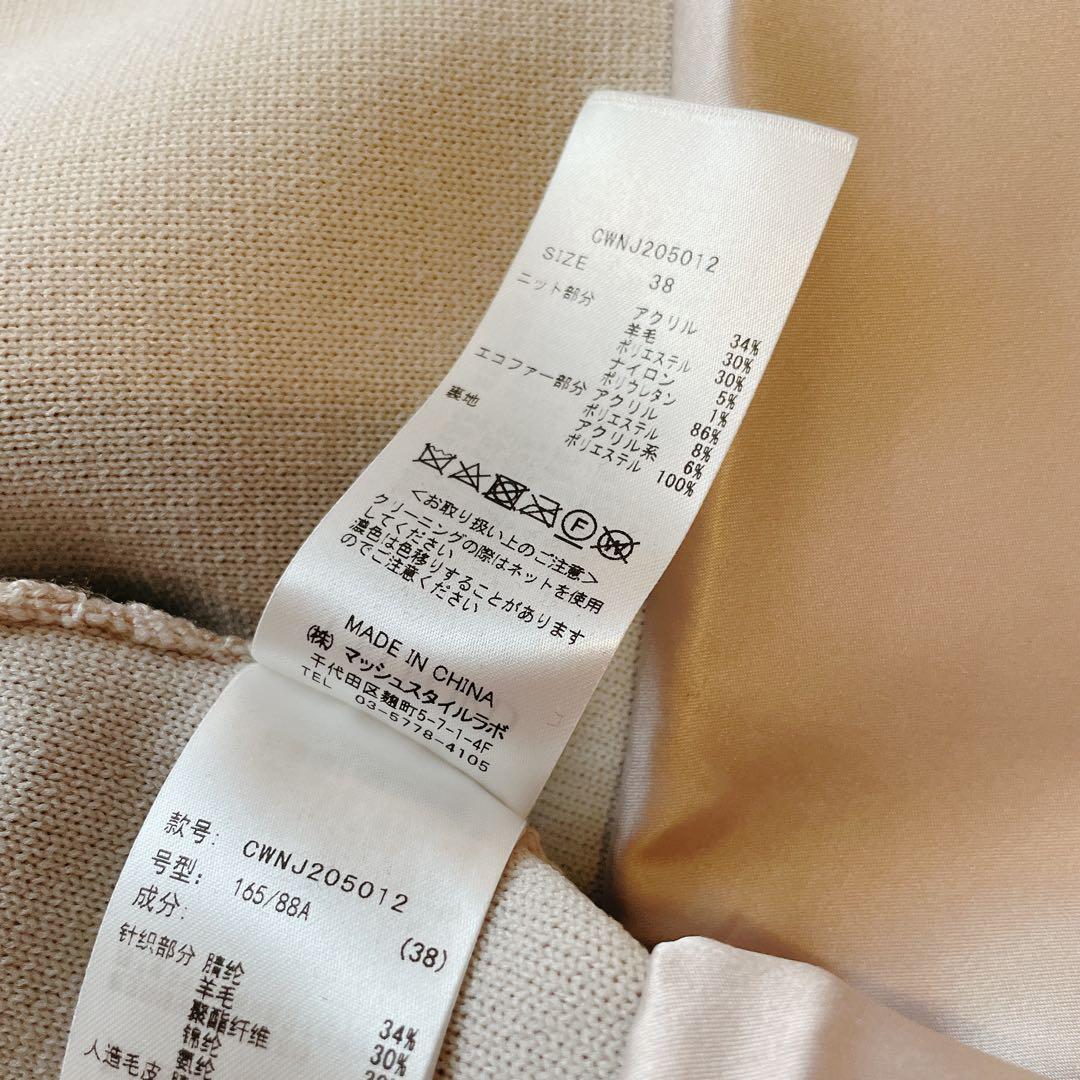 CWNJ205012
SIZE 38
ニット部分 アクリル 34%
羊毛 30%
ポリエステル 30%
ナイロン 5%
ポリウレタン 1%
エコファー部分 アクリル 86%
ポリエステル 8%
アクリル系 6%
裏地 ポリエステル 100%
F W
<お取り扱い上のご注意>
クリーニングの際はネットを使用
してください
濃色は色移りすることがあります
のでご注意ください
MADE IN CHINA
(株) マッシュスタイルラボ
千代田区麹町5-7-1-4F
TEL 03-5778-4105
款号: CWNJ205012
号型: 165/88A (38)
成分:
针织部分 腈纶 34%
羊毛 30%
聚酯纤维 30%
锦纶
氨纶
人造毛皮